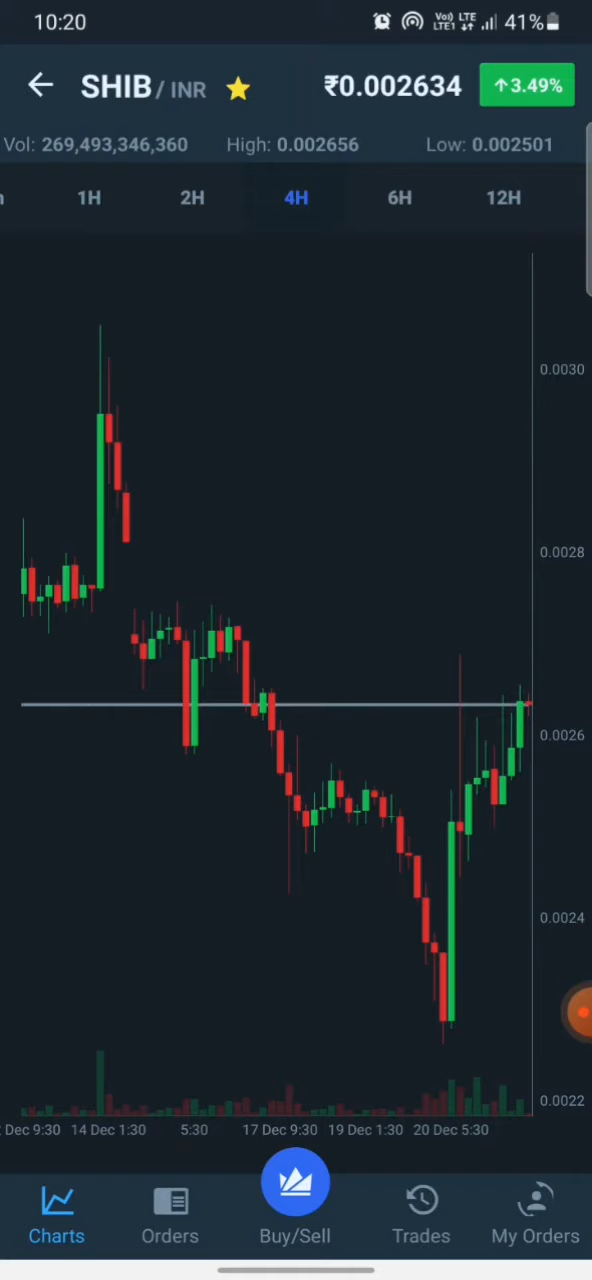 10:20 Vo) LTE LTE1 41%
SHIB / INR ₹0.002634 3.49%
Vol: 269,493,346,360 High: 0.002656 Low: 0.002501
1H 2H 4H 6H 12H
0.0030
0.0028
0.0026
0.0024
0.0022
Dec 9:30 14 Dec 1:30 5:30 17 Dec 9:30 19 Dec 1:30 20 Dec 5:30
Charts Orders Buy/Sell Trades My Orders